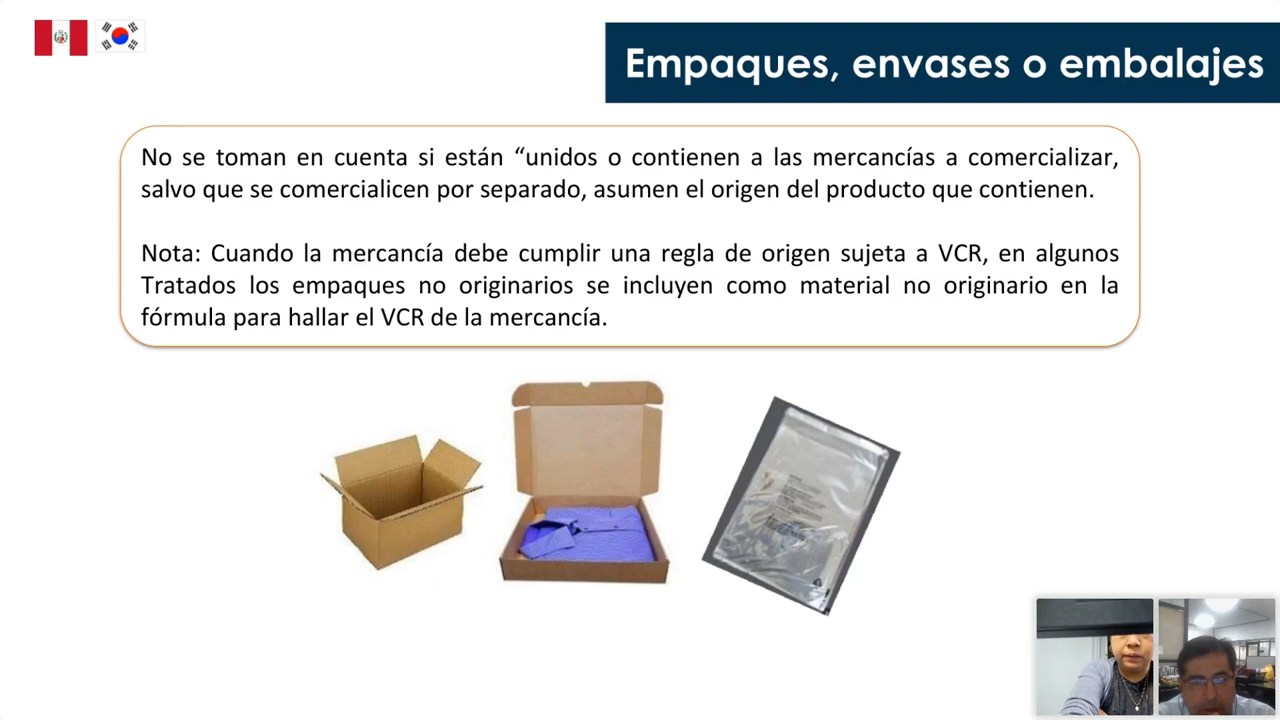 Empaques, envases o embalajes
No se toman en cuenta si están “unidos o contienen a las mercancías a comercializar,
salvo que se comercialicen por separado, asumen el origen del producto que contienen.
Nota: Cuando la mercancía debe cumplir una regla de origen sujeta a VCR, en algunos
Tratados los empaques no originarios se incluyen como material no originario en la
fórmula para hallar el VCR de la mercancía.